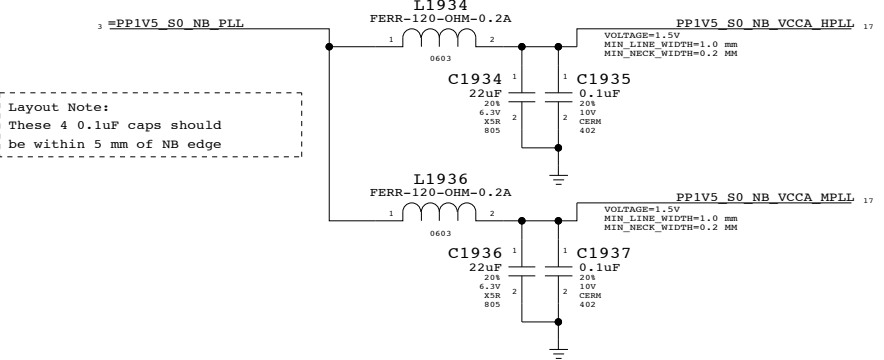 L1934
FERR-120-OHM-0.2A
3 =PP1V5_S0_NB_PLL
1 2
0603
PP1V5_S0_NB_VCCA_HPLL 17
VOLTAGE=1.5V
MIN_LINE_WIDTH=1.0 mm
MIN_NECK_WIDTH=0.2 MM
C1934
22uF
20%
6.3V
X5R
805
1
2
1
2
C1935
0.1uF
20%
10V
CERM
402
Layout Note:
These 4 0.1uF caps should
be within 5 mm of NB edge
L1936
FERR-120-OHM-0.2A
1 2
0603
PP1V5_S0_NB_VCCA_MPLL 17
VOLTAGE=1.5V
MIN_LINE_WIDTH=1.0 mm
MIN_NECK_WIDTH=0.2 MM
C1936
22uF
20%
6.3V
X5R
805
1
2
1
2
C1937
0.1uF
20%
10V
CERM
402